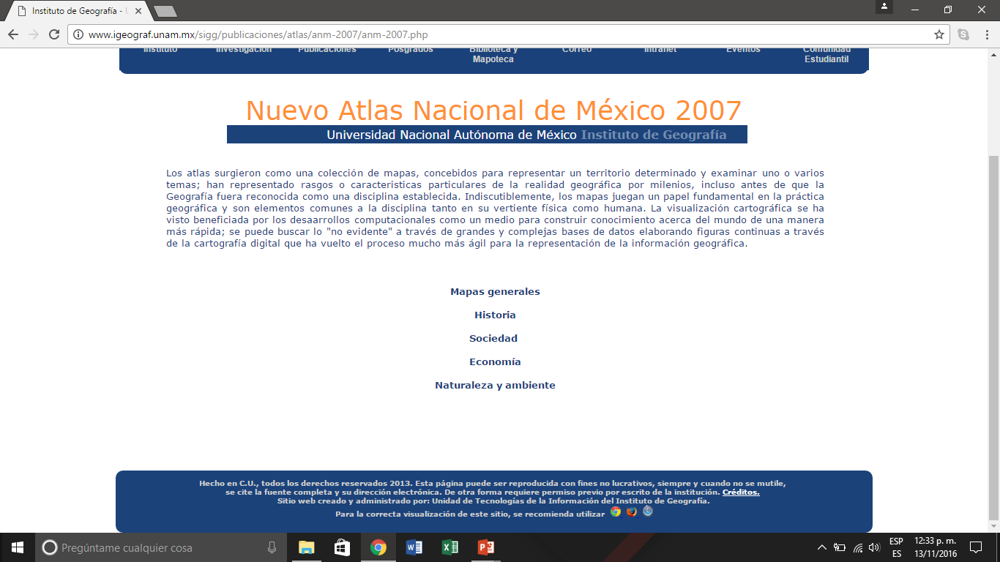 Instituto de Geografía - U
www.igeograf.unam.mx/sigg/publicaciones/atlas/anm-2007/anm-2007.php
Instituto Investigación Publicaciones Posgrados Biblioteca y Correo Intranet Eventos Comunidad
Mapoteca Estudiantil
Nuevo Atlas Nacional de México 2007
Universidad Nacional Autónoma de México Instituto de Geografía
Los atlas surgieron como una colección de mapas, concebidos para representar un territorio determinado y examinar uno o varios
temas; han representado rasgos o caracteristicas particulares de la realidad geográfica por milenios, incluso antes de que la
Geografía fuera reconocida como una disciplina establecida. Indiscutiblemente, los mapas juegan un papel fundamental en la práctica
geográfica y son elementos comunes a la disciplina tanto en su vertiente física como humana. La visualización cartográfica se ha
visto beneficiada por los desaarrollos computacionales como un medio para construir conocimiento acerca del mundo de una manera
más rápida; se puede buscar lo "no evidente" a través de grandes y complejas bases de datos elaborando figuras continuas a través
de la cartografía digital que ha vuelto el proceso mucho más ágil para la representación de la información geográfica.
Mapas generales
Historia
Sociedad
Economía
Naturaleza y ambiente
Hecho en C.U., todos los derechos reservados 2013. Esta página puede ser reproducida con fines no lucrativos, siempre y cuando no se mutile,
se cite la fuente completa y su dirección electrónica. De otra forma requiere permiso previo por escrito de la institución. Créditos.
Sitio web creado y administrado por: Unidad de Tecnologías de la Información del Instituto de Geografía.
Para la correcta visualización de este sitio, se recomienda utilizar
Pregúntame cualquier cosa
ESP 12:33 p. m.
ES 13/11/2016